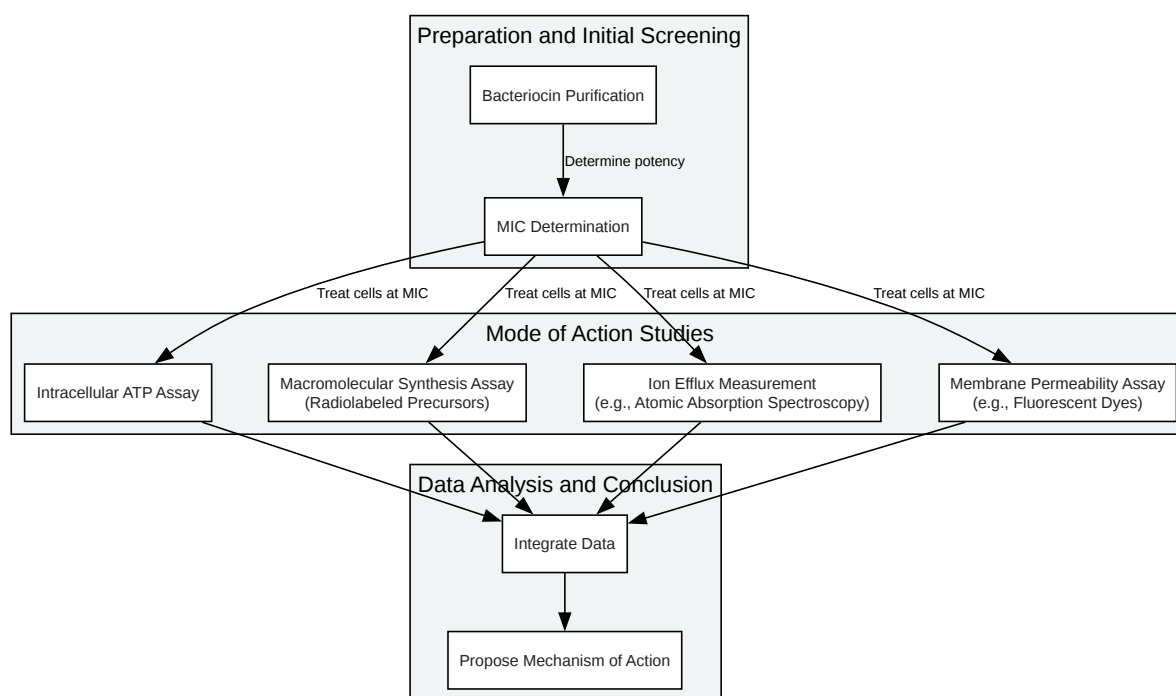 Preparation and Initial Screening
Bacteriocin Purification
Determine potency
MIC Determination
Treat cells at MIC
Treat cells at MIC
Treat cells at MIC
Treat cells at MIC
Mode of Action Studies
Intracellular ATP Assay
Macromolecular Synthesis Assay
(Radiolabeled Precursors)
Ion Efflux Measurement
(e.g., Atomic Absorption Spectroscopy)
Membrane Permeability Assay
(e.g., Fluorescent Dyes)
Data Analysis and Conclusion
Integrate Data
Propose Mechanism of Action